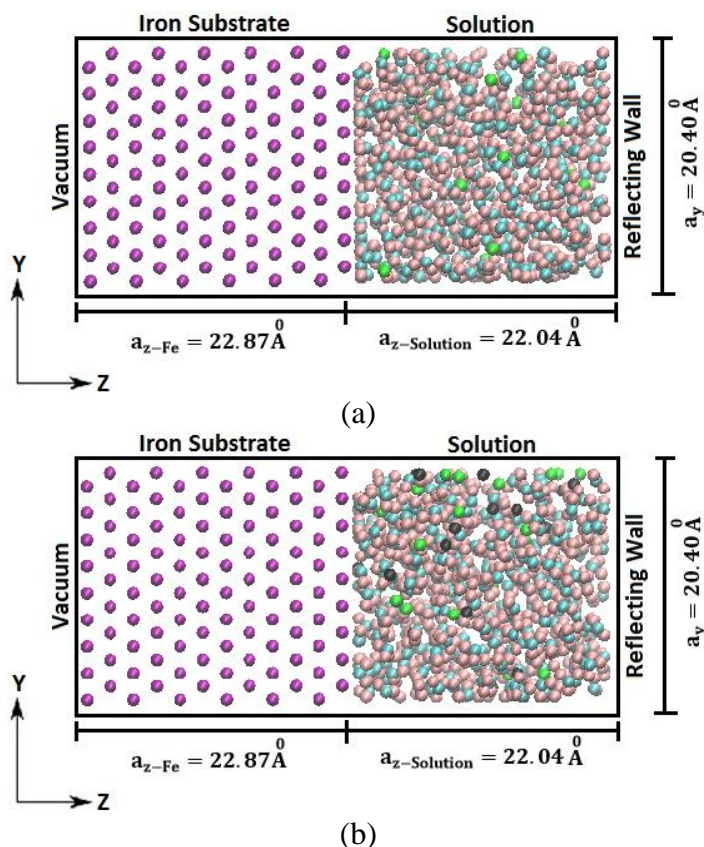 Iron Substrate Solution
Vacuum
Reflecting Wall
a_y = 20.40 Å
Y
a_z–Fe = 22.87 Å a_z–Solution = 22.04 Å
Z
(a)
Iron Substrate Solution
Vacuum
Reflecting Wall
a_y = 20.40 Å
Y
a_z–Fe = 22.87 Å a_z–Solution = 22.04 Å
Z
(b)